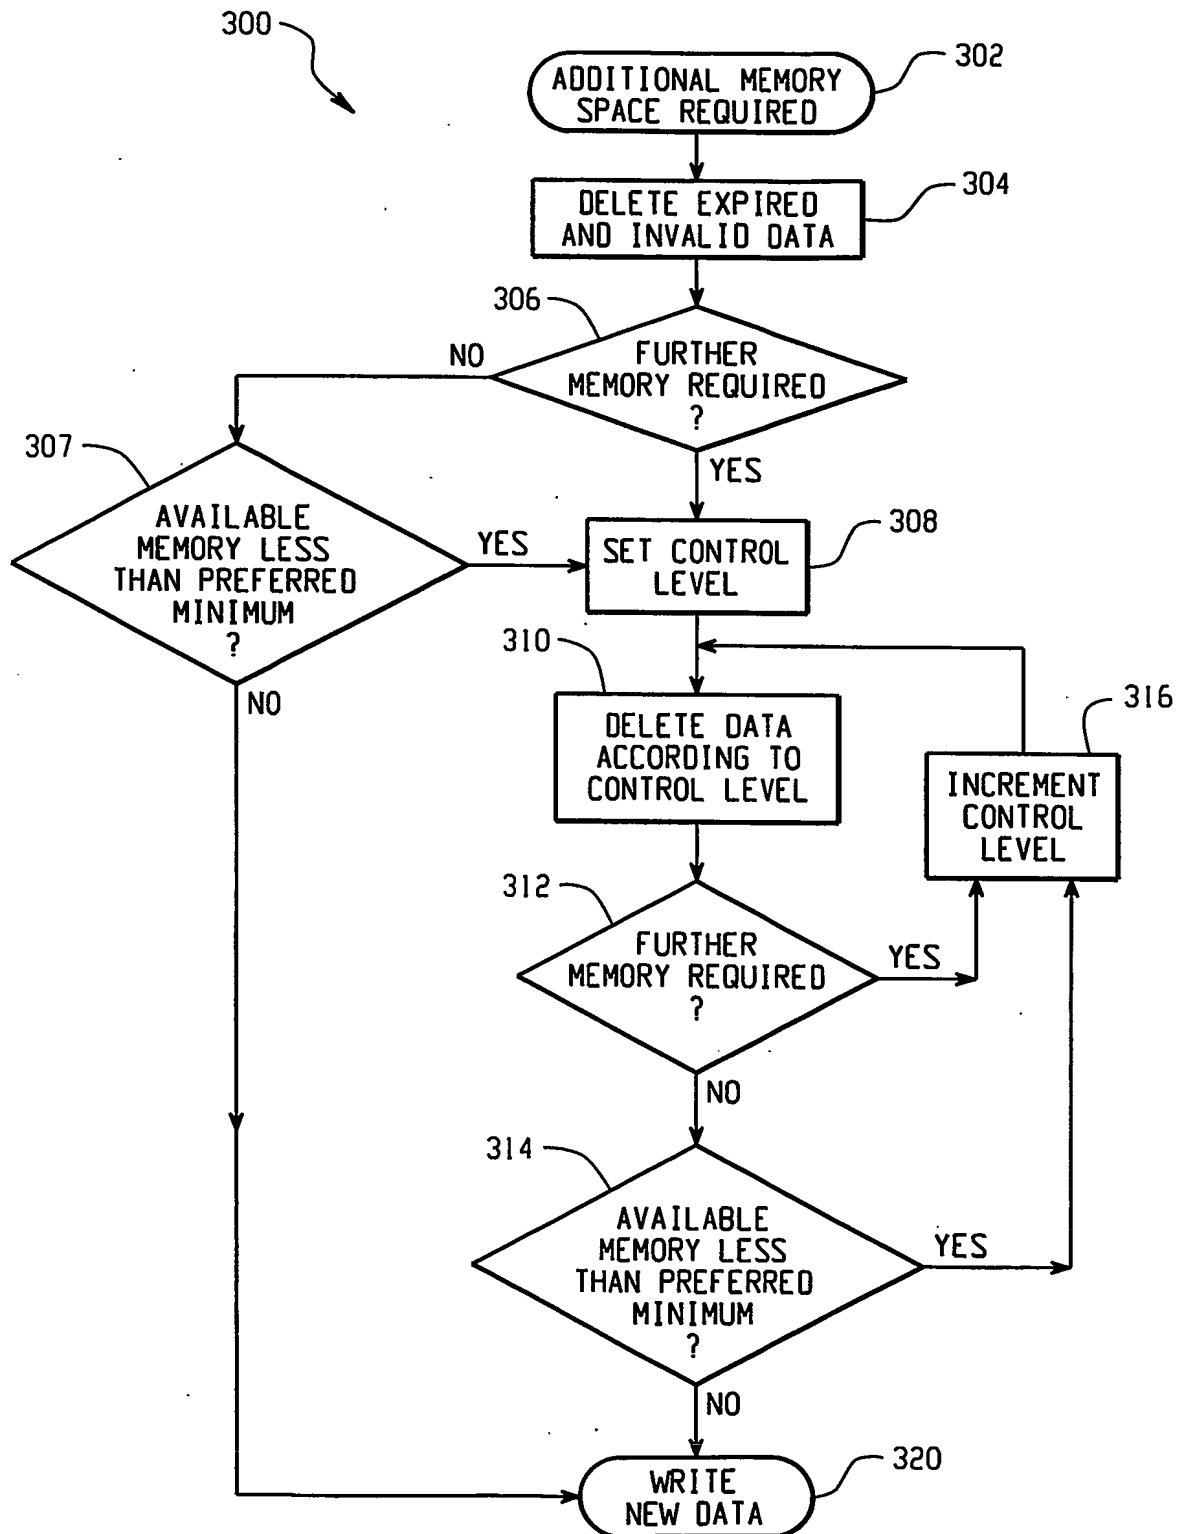 300
302
ADDITIONAL MEMORY
SPACE REQUIRED
304
DELETE EXPIRED
AND INVALID DATA
306
FURTHER
MEMORY REQUIRED
?
NO
YES
307
AVAILABLE
MEMORY LESS
THAN PREFERRED
MINIMUM
?
YES
NO
308
SET CONTROL
LEVEL
310
DELETE DATA
ACCORDING TO
CONTROL LEVEL
316
INCREMENT
CONTROL
LEVEL
312
FURTHER
MEMORY REQUIRED
?
YES
NO
314
AVAILABLE
MEMORY LESS
THAN PREFERRED
MINIMUM
?
YES
NO
320
WRITE
NEW DATA